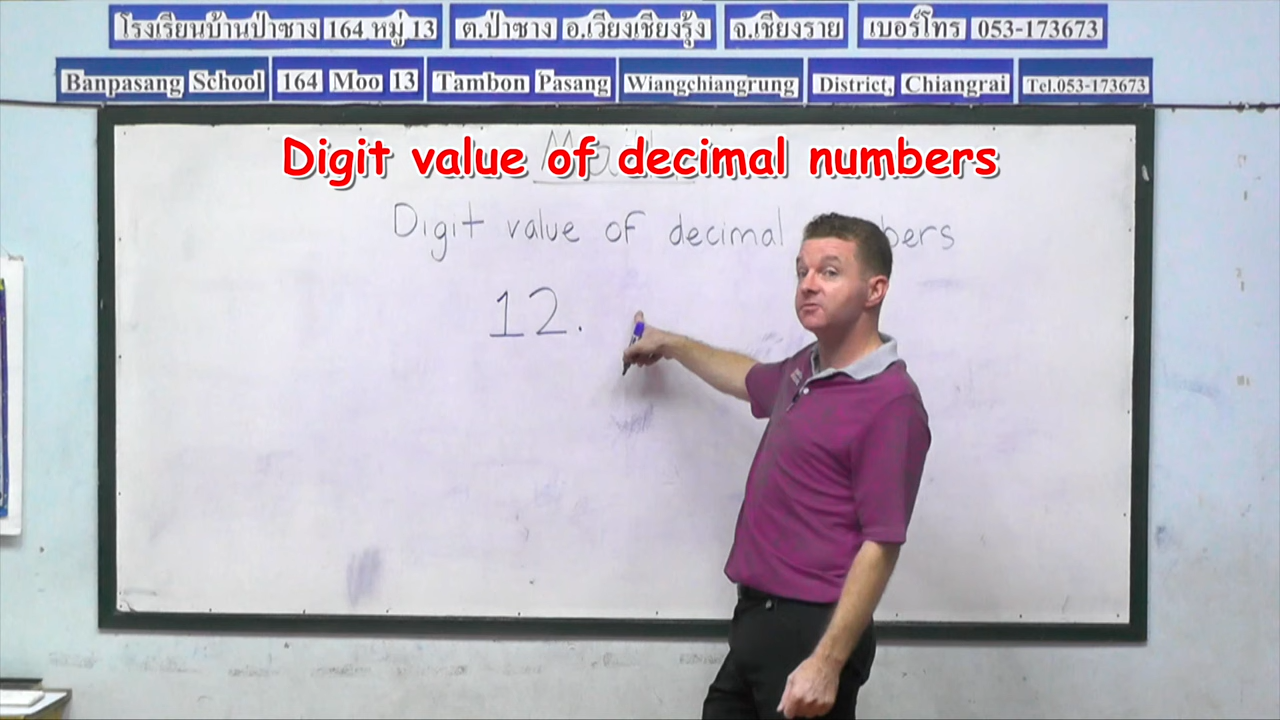 โรงเรียนบ้านป่าซาง 164 หมู่ 13 ต.ป่าซาง อ.เวียงเชียงรุ้ง จ.เชียงราย เบอร์โทร 053-173673
Banpasang School 164 Moo 13 Tambon Pasang Wiangchiangrung District, Chiangrai Tel.053-173673
Digit value of decimal numbers
Digit value of decimal bers
12.